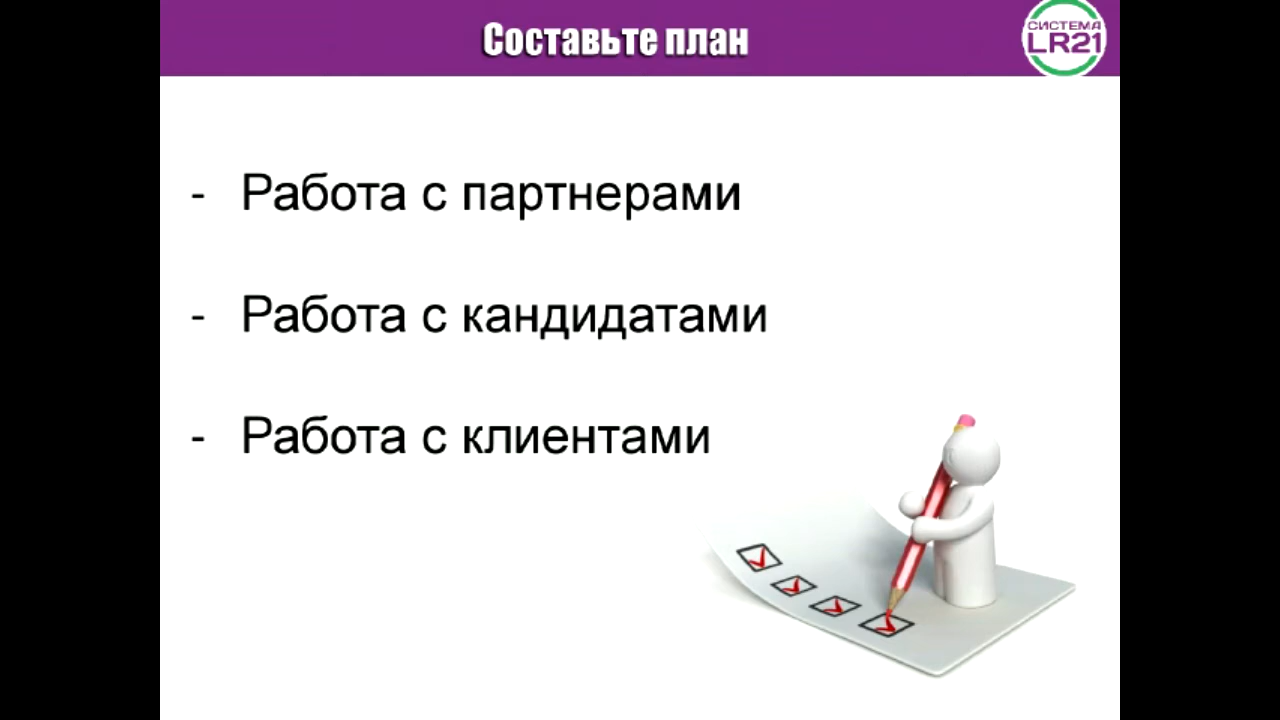 Составьте план
СИСТЕМА
LR21
- Работа с партнерами
- Работа с кандидатами
- Работа с клиентами